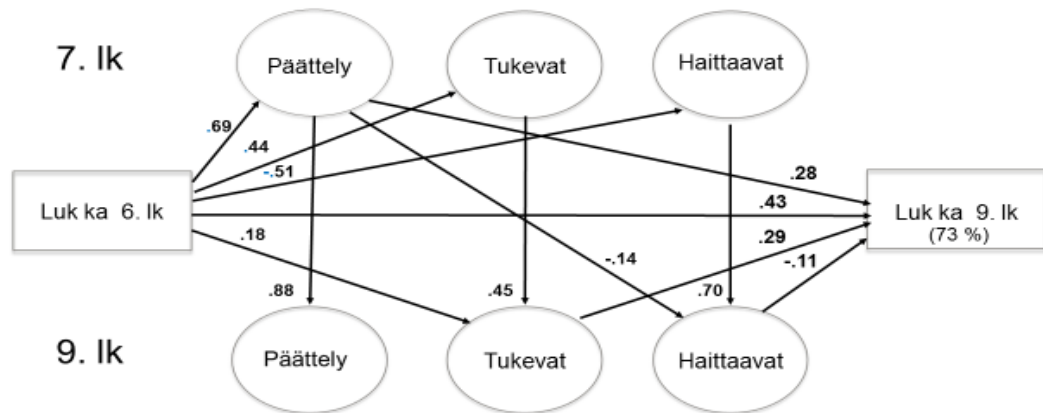 7. lk
Päättely
Tukevat
Haittaavat
.69
.44
-.51
.28
Luk ka 6. lk
.43
Luk ka 9. lk
(73 %)
.18
.29
-.14
-.11
.88
.45
.70
9. lk
Päättely
Tukevat
Haittaavat